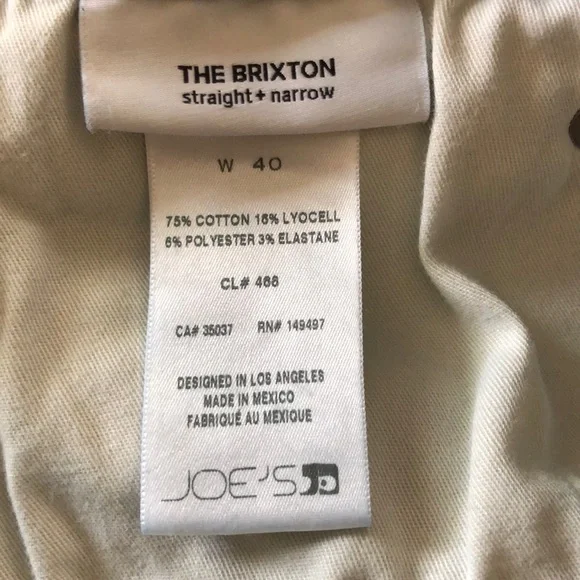 THE BRIXTON
straight + narrow
W 40
75% COTTON 16% LYOCELL
6% POLYESTER 3% ELASTANE
CL# 468
CA# 35037 RN# 149497
DESIGNED IN LOS ANGELES
MADE IN MEXICO
FABRIQUÉ AU MEXIQUE
JOE'S